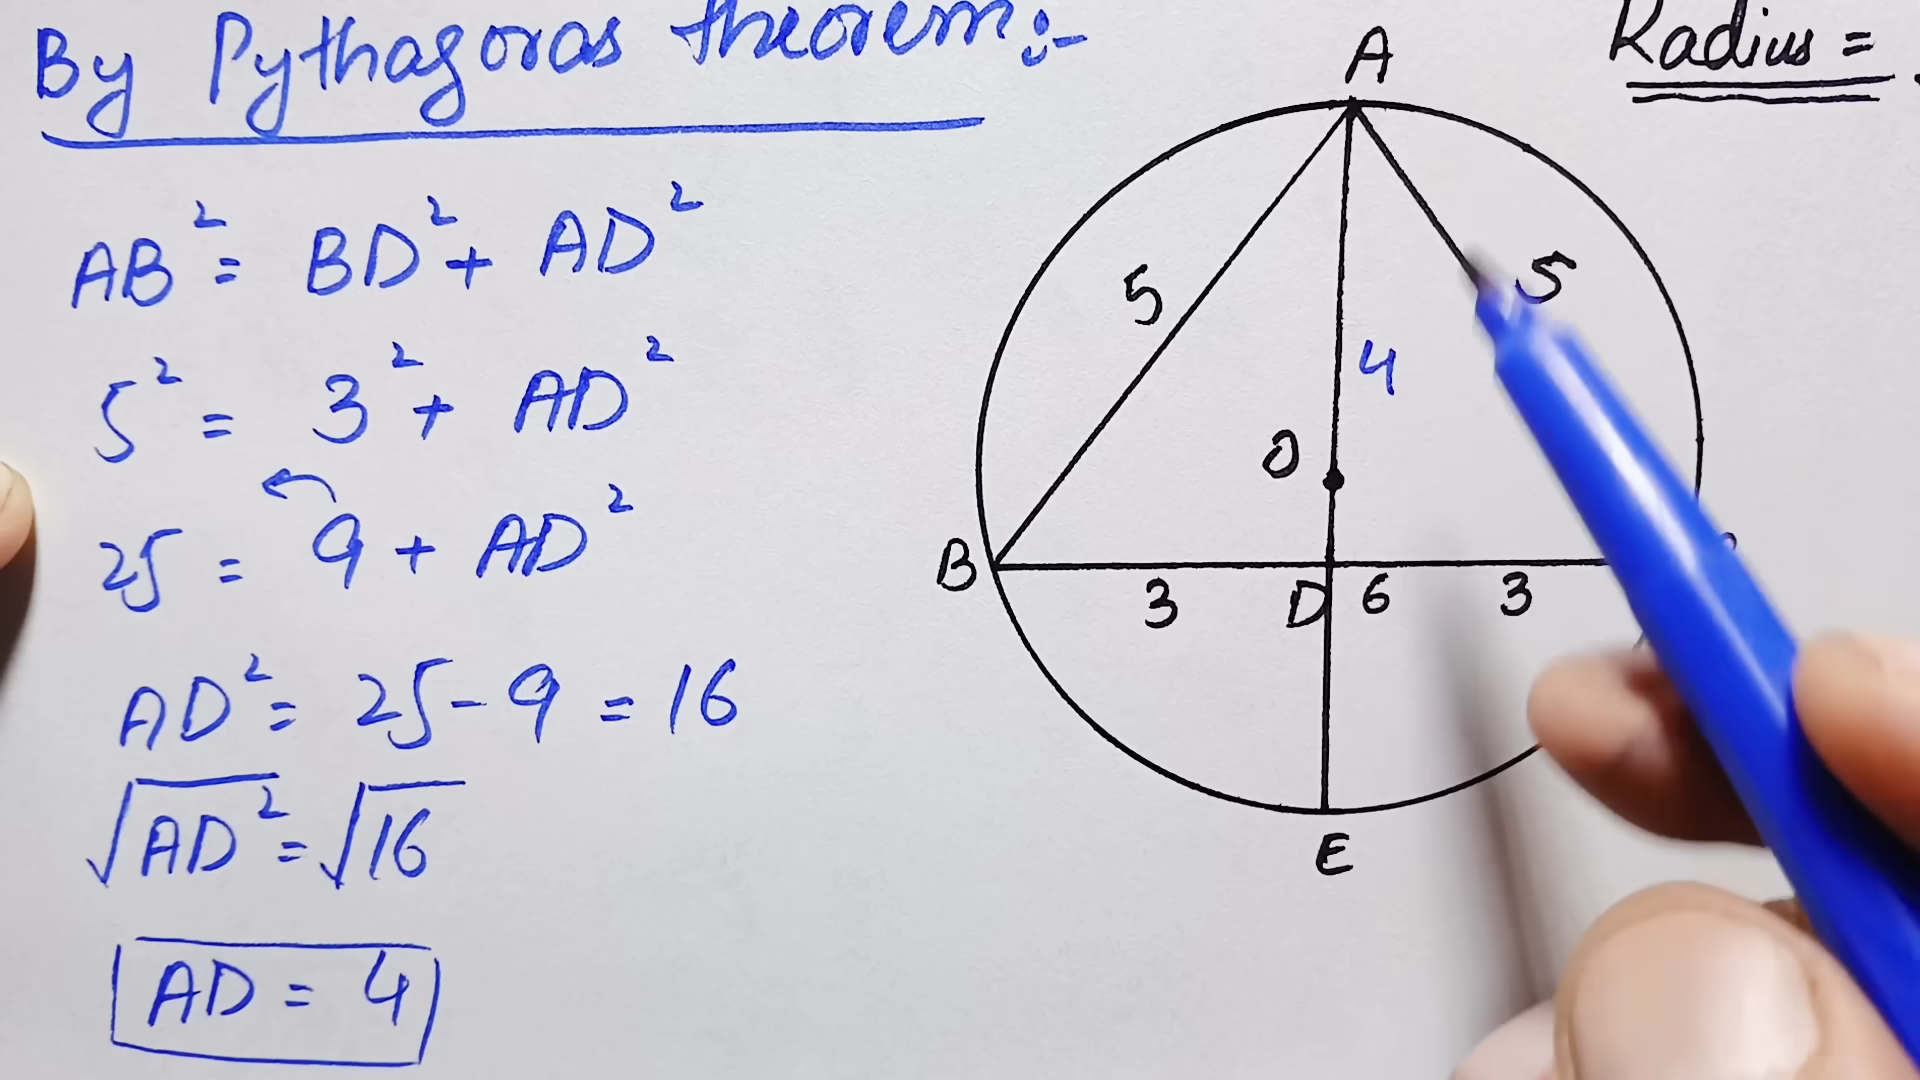 By Pythagoras theorem:-
Radius =
AB² = BD² + AD²
5² = 3² + AD²
25 = 9 + AD²
AD² = 25 - 9 = 16
√AD² = √16
AD = 4
A
5
5
4
O
B
3
D
6
3
E